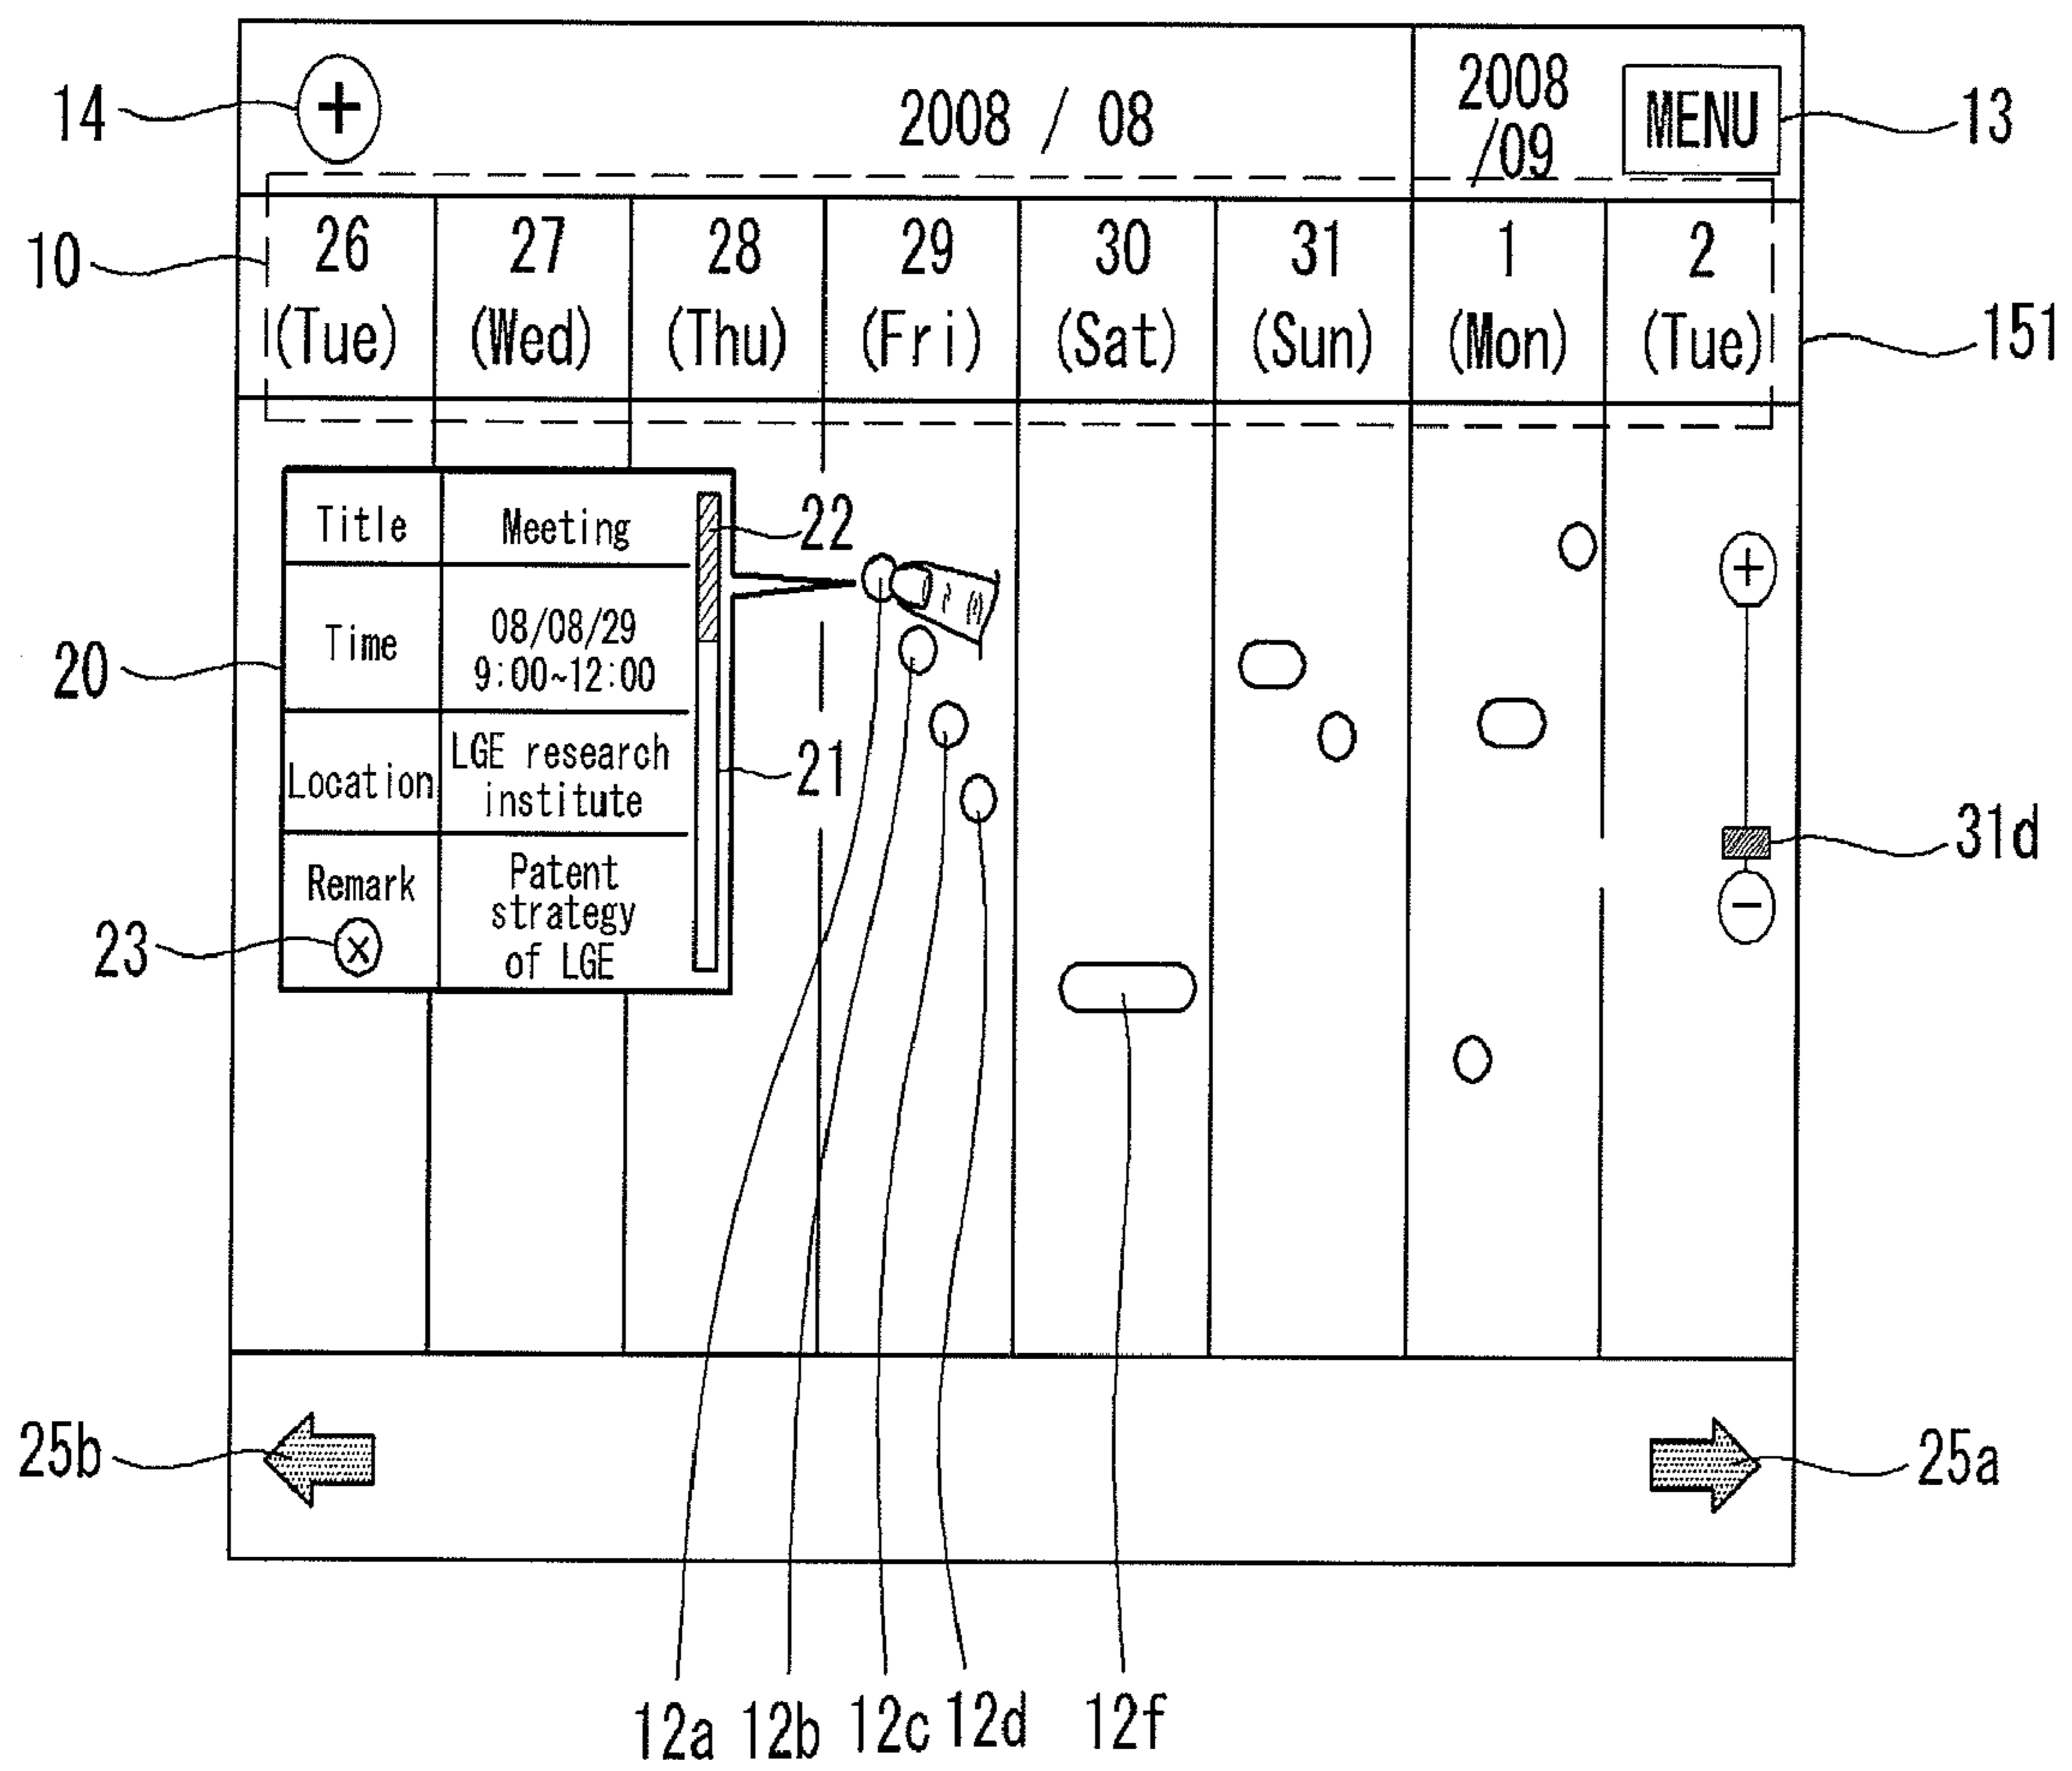 14
+
2008 / 08
2008
/09
MENU
13
10
26
(Tue)
27
(Wed)
28
(Thu)
29
(Fri)
30
(Sat)
31
(Sun)
1
(Mon)
2
(Tue)
151
Title
Meeting
22
Time
08/08/29
9:00~12:00
20
Location
LGE research
institute
21
Remark
Patent
strategy
of LGE
23
X
+
31d
−
25b
25a
12a
12b
12c
12d
12f